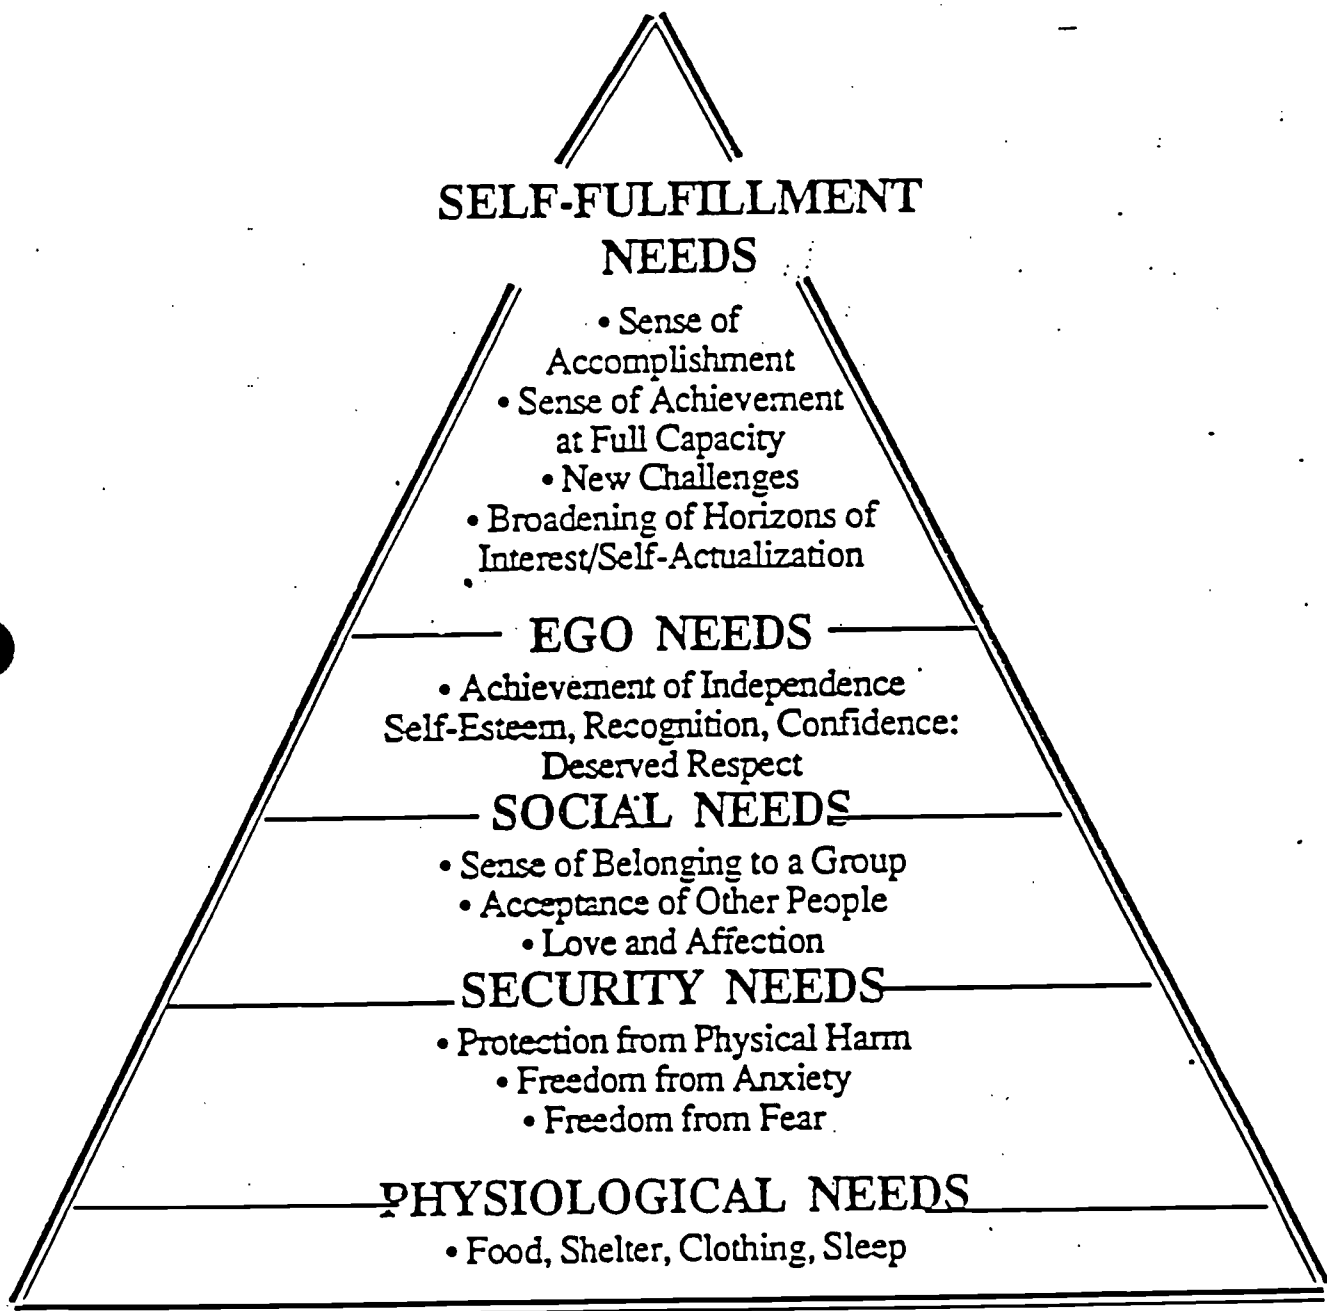 SELF-FULFILLMENT
NEEDS
• Sense of
Accomplishment
• Sense of Achievement
at Full Capacity
• New Challenges
• Broadening of Horizons of
Interest/Self-Actualization
EGO NEEDS
• Achievement of Independence
Self-Esteem, Recognition, Confidence:
Deserved Respect
SOCIAL NEEDS
• Sense of Belonging to a Group
• Acceptance of Other People
• Love and Affection
SECURITY NEEDS
• Protection from Physical Harm
• Freedom from Anxiety
• Freedom from Fear
PHYSIOLOGICAL NEEDS
• Food, Shelter, Clothing, Sleep